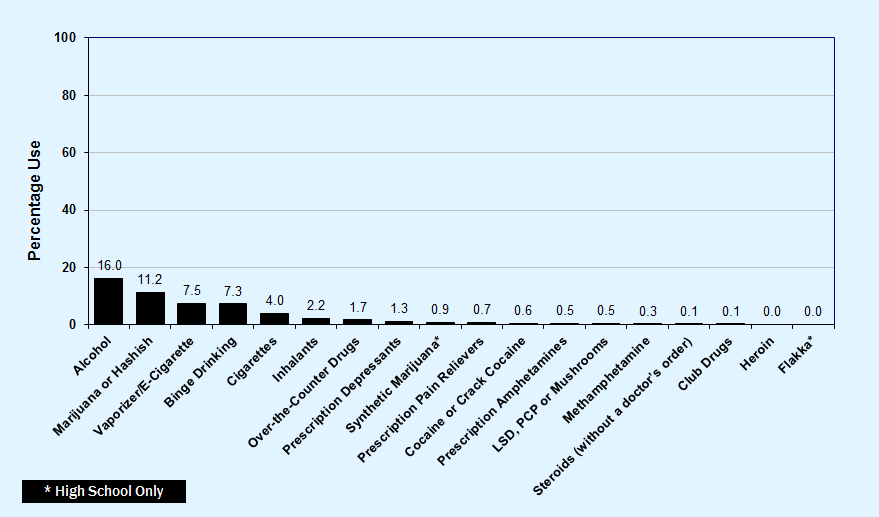 Percentage Use
100
80
60
40
20
0
16.0
11.2
7.5
7.3
4.0
2.2
1.7
1.3
0.9
0.7
0.6
0.5
0.5
0.3
0.1
0.1
0.0
0.0
Alcohol
Marijuana or Hashish
Vaporizer/E-Cigarette
Binge Drinking
Cigarettes
Inhalants
Over-the-Counter Drugs
Prescription Depressants
Synthetic Marijuana*
Prescription Pain Relievers
Cocaine or Crack Cocaine
Prescription Amphetamines
LSD, PCP or Mushrooms
Methamphetamine
Steroids (without a doctor's order)
Club Drugs
Heroin
Flakka*
* High School Only